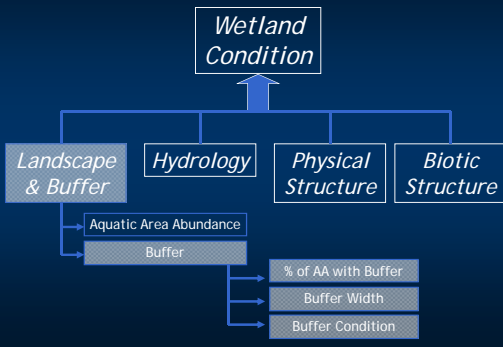 Wetland
Condition
Landscape
& Buffer
Hydrology
Physical
Structure
Biotic
Structure
Aquatic Area Abundance
Buffer
% of AA with Buffer
Buffer Width
Buffer Condition